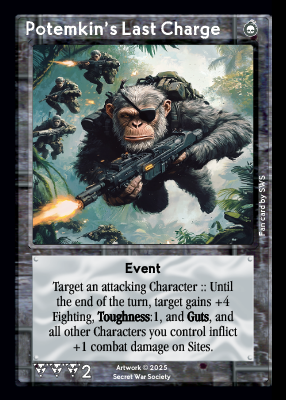 Potemkin's Last Charge
Fan card by SWS
Event
Target an attacking Character :: Until
the end of the turn, target gains +4
Fighting, Toughness:1, and Guts, and
all other Characters you control inflict
+1 combat damage on Sites.
2
Artwork © 2025
Secret War Society